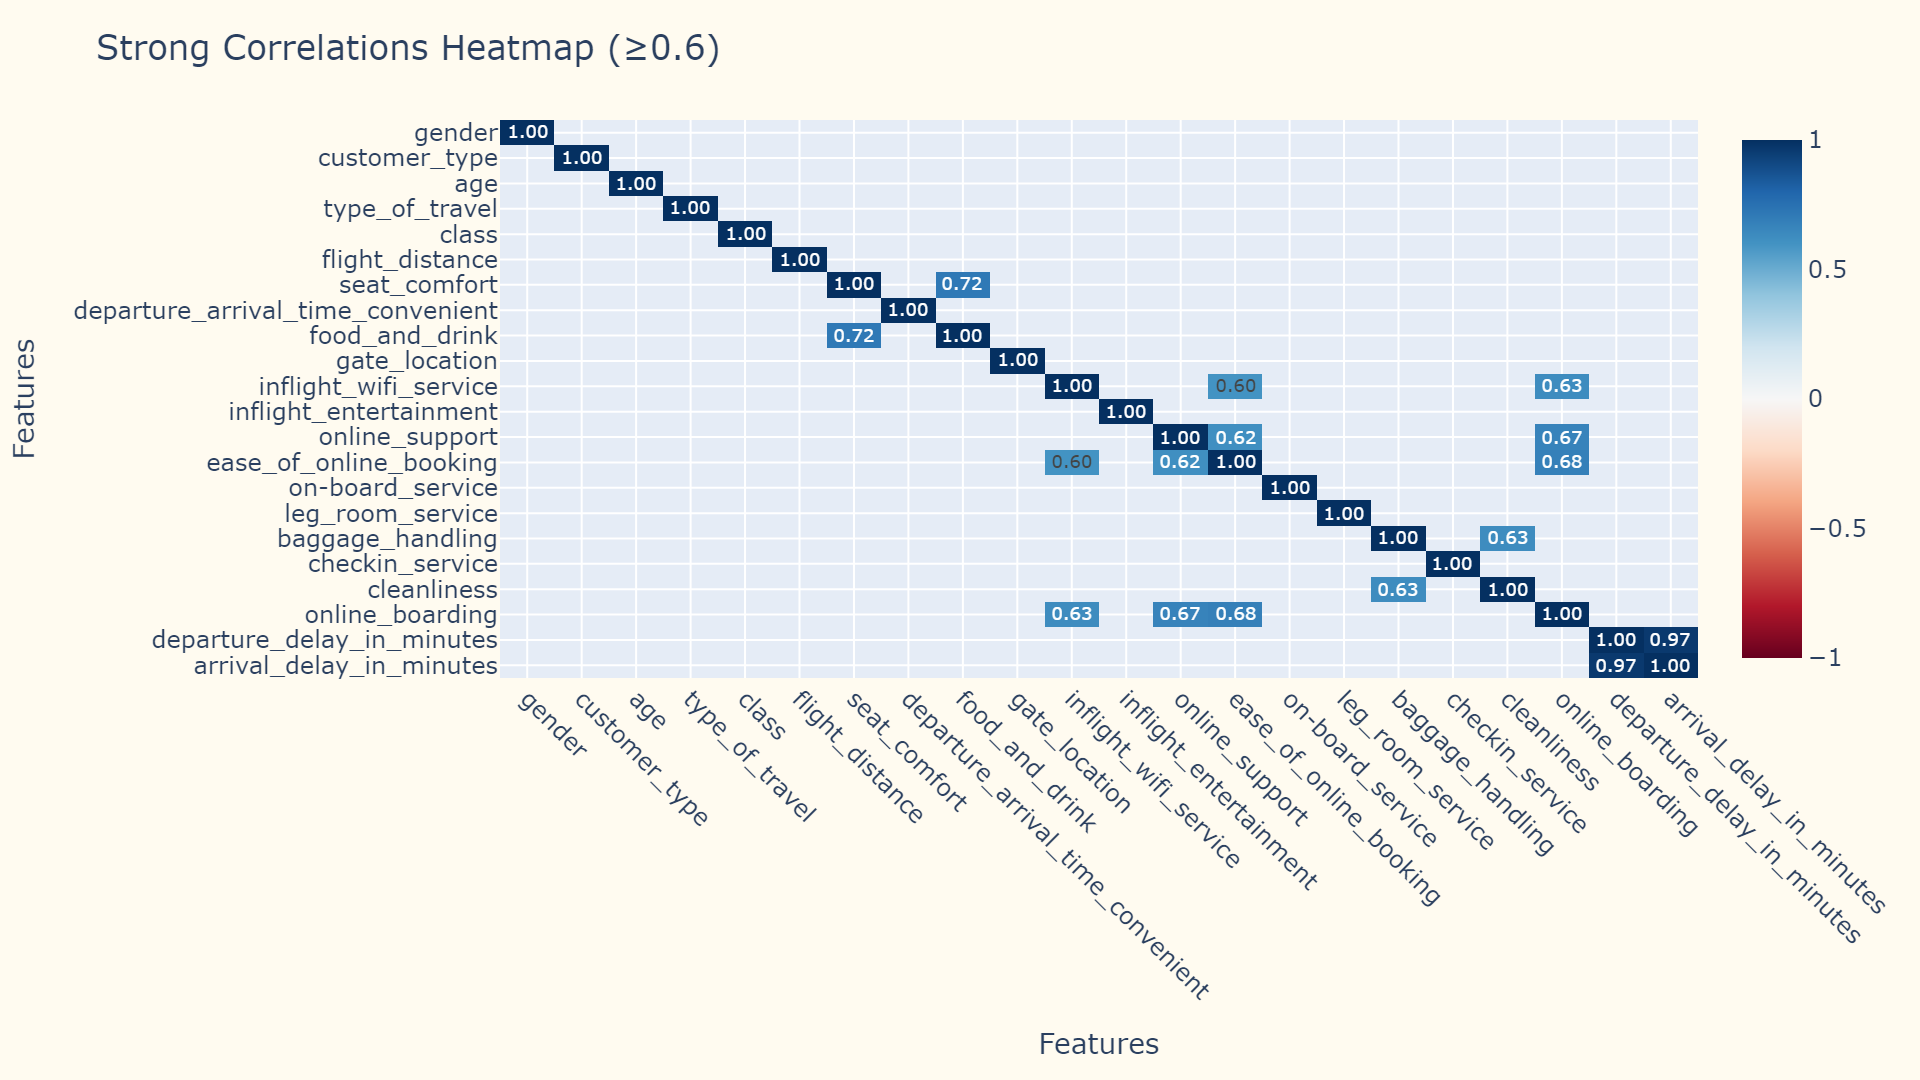 Strong Correlations Heatmap (≥0.6)
Features
gender 1.00
customer_type 1.00
age 1.00
type_of_travel 1.00
class 1.00
flight_distance 1.00
seat_comfort 1.00 0.72
departure_arrival_time_convenient 1.00
food_and_drink 0.72 1.00
gate_location 1.00
inflight_wifi_service 1.00 0.60 0.63
inflight_entertainment 1.00
online_support 1.00 0.62 0.67
ease_of_online_booking 0.60 0.62 1.00 0.68
on-board_service 1.00
leg_room_service 1.00
baggage_handling 1.00 0.63
checkin_service 1.00
cleanliness 0.63 1.00
online_boarding 0.63 0.67 0.68 1.00
departure_delay_in_minutes 1.00 0.97
arrival_delay_in_minutes 0.97 1.00
gender
customer_type
age
type_of_travel
class
flight_distance
seat_comfort
departure_arrival_time_convenient
food_and_drink
gate_location
inflight_wifi_service
inflight_entertainment
online_support
ease_of_online_booking
on-board_service
leg_room_service
baggage_handling
checkin_service
cleanliness
online_boarding
departure_delay_in_minutes
arrival_delay_in_minutes
Features
1
0.5
0
−0.5
−1